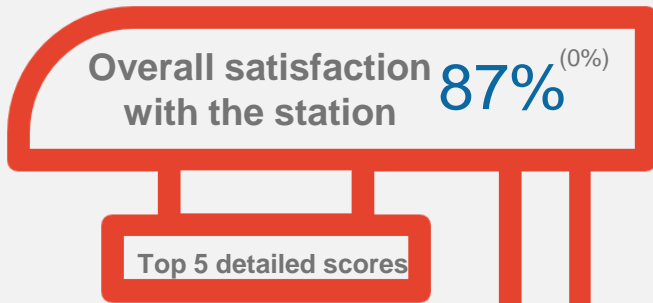 Overall satisfaction
with the station
87% (0%)
Top 5 detailed scores